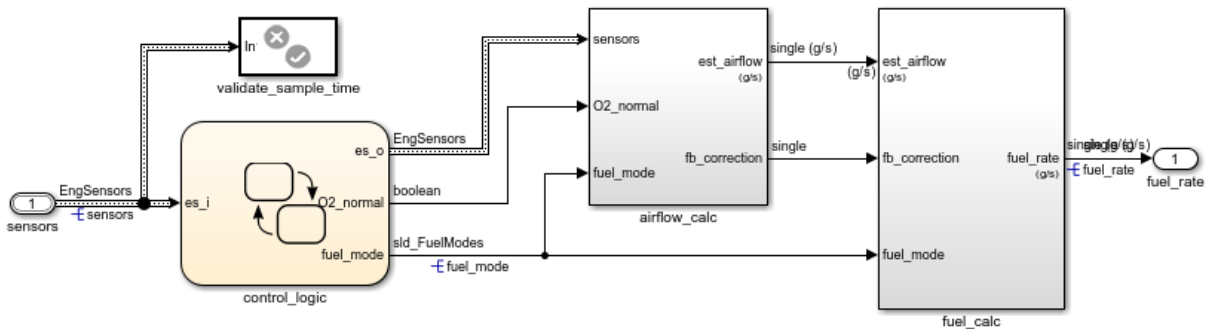 In
validate_sample_time
1
EngSensors
sensors
sensors
es_i
es_o
EngSensors
O2_normal
boolean
fuel_mode
sld_FuelModes
fuel_mode
control_logic
sensors
O2_normal
fuel_mode
est_airflow
(g/s)
single (g/s)
fb_correction
single
airflow_calc
(g/s)
est_airflow
(g/s)
fb_correction
fuel_mode
fuel_rate
(g/s)
fuel_calc
fuel_rate
1
fuel_rate